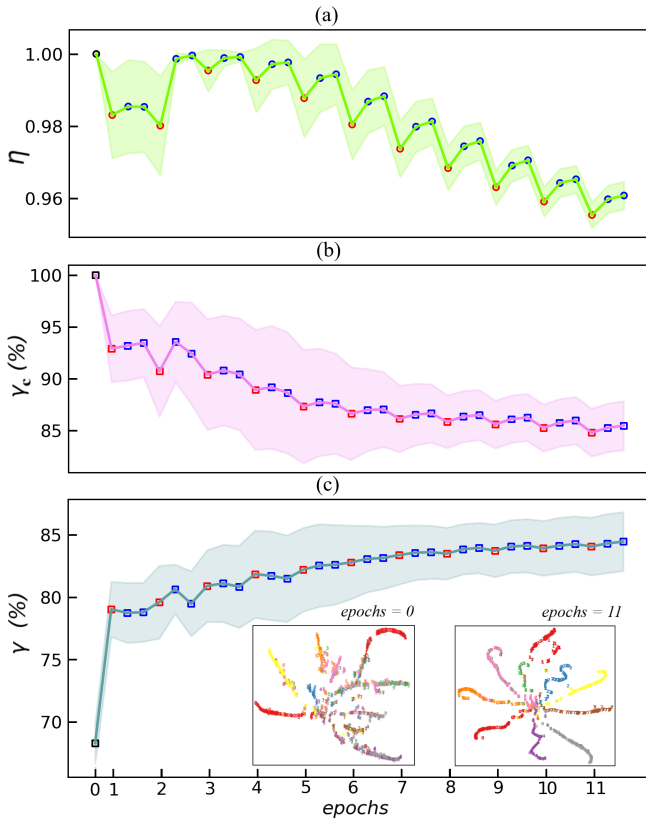 (a)
1.00
0.98
0.96
η
(b)
100
95
90
85
γc (%)
(c)
85
80
75
70
γ (%)
epochs = 0
epochs = 11
0 1 2 3 4 5 6 7 8 9 10 11
epochs